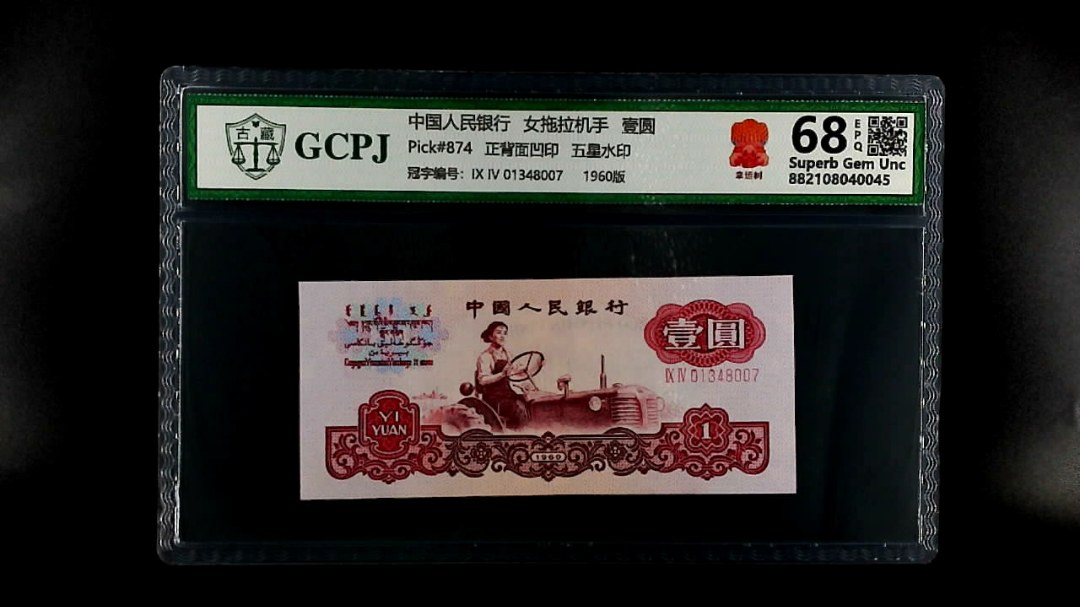 古藏
GCPJ
中国人民银行 女拖拉机手 壹圆
Pick#874 正背面凹印 五星水印
冠字编号: IX IV 01348007 1960版
68
EPQ
Superb Gem Unc
882108040045
中國人民銀行
壹圓
IX IV 01348007
YI
YUAN
1960
1